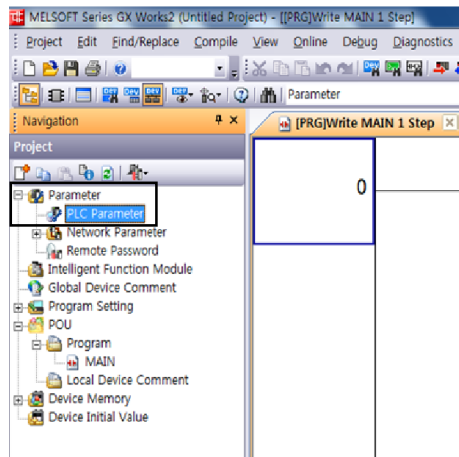 MELSOFT Series GX Works2 (Untitled Project) - [[PRG]Write MAIN 1 Step]
Project Edit Find/Replace Compile View Online Debug Diagnostics
Parameter
Navigation
[PRG]Write MAIN 1 Step
Project
0
Parameter
PLC Parameter
Network Parameter
Remote Password
Intelligent Function Module
Global Device Comment
Program Setting
POU
Program
MAIN
Local Device Comment
Device Memory
Device Initial Value